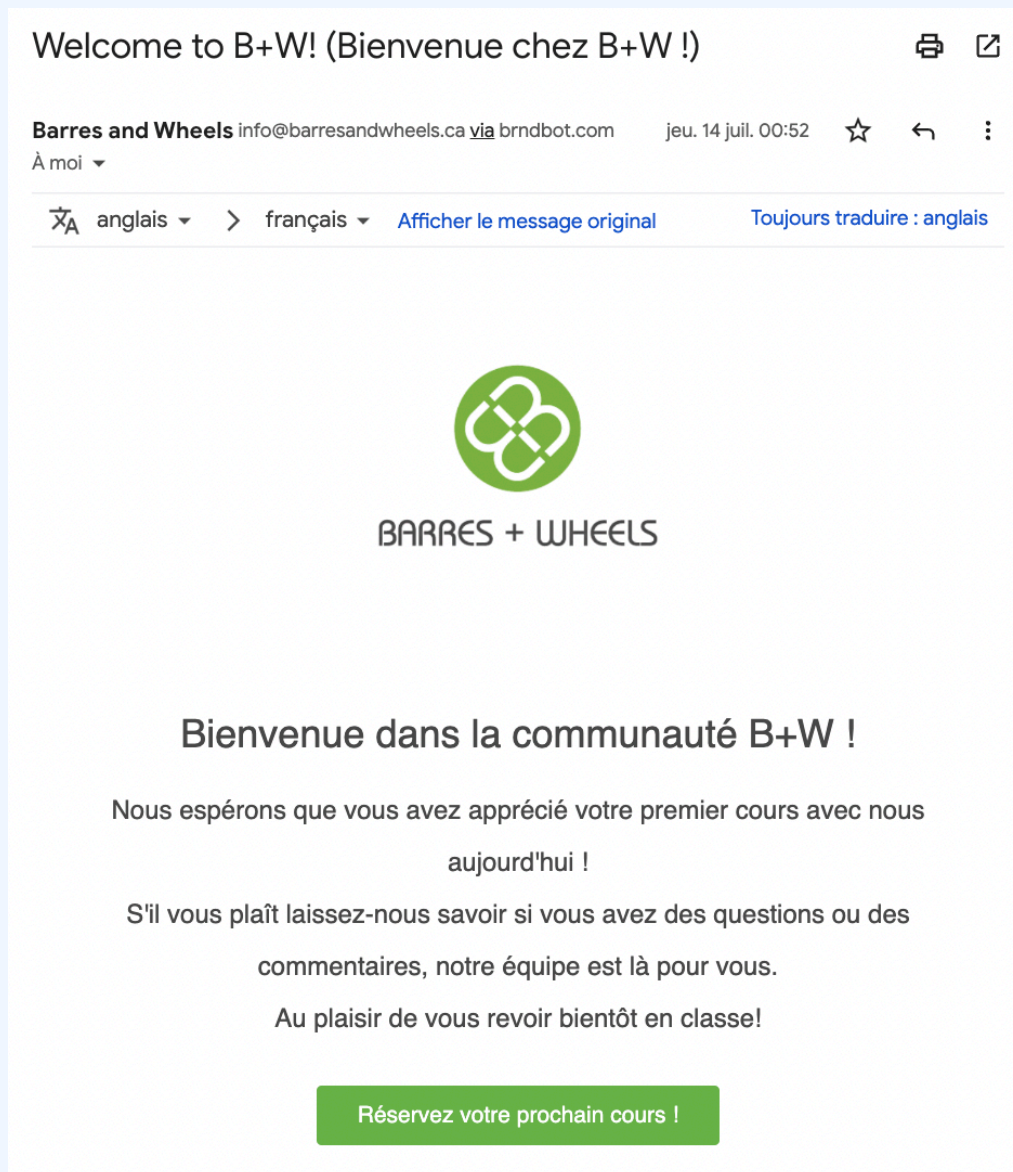 Welcome to B+W! (Bienvenue chez B+W !)
Barres and Wheels info@barresandwheels.ca via brndbot.com jeu. 14 juil. 00:52
À moi
anglais français Afficher le message original Toujours traduire : anglais
BARRES + WHEELS
Bienvenue dans la communauté B+W !
Nous espérons que vous avez apprécié votre premier cours avec nous
aujourd'hui !
S'il vous plaît laissez-nous savoir si vous avez des questions ou des
commentaires, notre équipe est là pour vous.
Au plaisir de vous revoir bientôt en classe!
Réservez votre prochain cours !